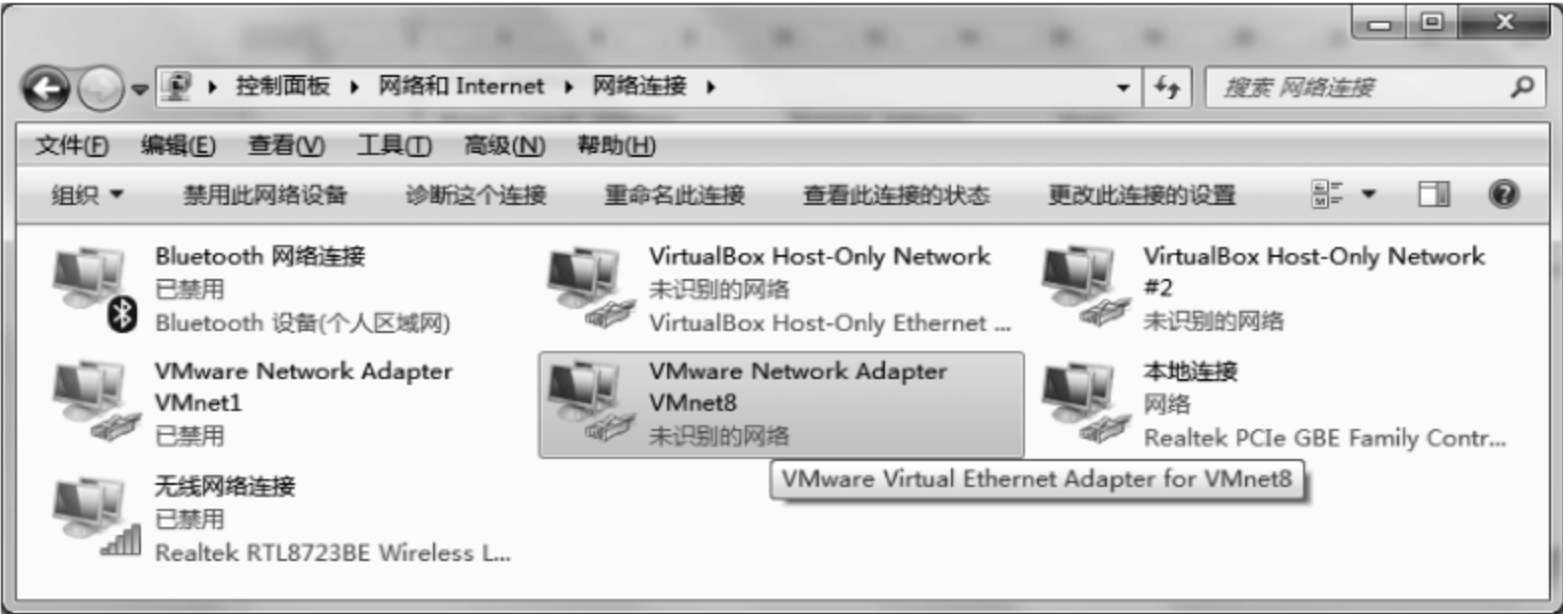 控制面板 网络和 Internet 网络连接
搜索 网络连接
文件(F) 编辑(E) 查看(V) 工具(T) 高级(N) 帮助(H)
组织 禁用此网络设备 诊断这个连接 重命名此连接 查看此连接的状态 更改此连接的设置
Bluetooth 网络连接
已禁用
Bluetooth 设备(个人区域网)
VirtualBox Host-Only Network
未识别的网络
VirtualBox Host-Only Ethernet ...
VirtualBox Host-Only Network
#2
未识别的网络
VMware Network Adapter
VMnet1
已禁用
VMware Network Adapter
VMnet8
未识别的网络
本地连接
网络
Realtek PCIe GBE Family Contr...
VMware Virtual Ethernet Adapter for VMnet8
无线网络连接
已禁用
Realtek RTL8723BE Wireless L...